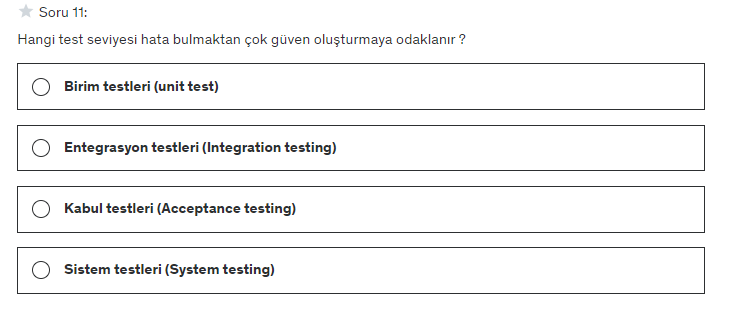 Soru 11:
Hangi test seviyesi hata bulmaktan çok güven oluşturmaya odaklanır ?
Birim testleri (unit test)
Entegrasyon testleri (Integration testing)
Kabul testleri (Acceptance testing)
Sistem testleri (System testing)